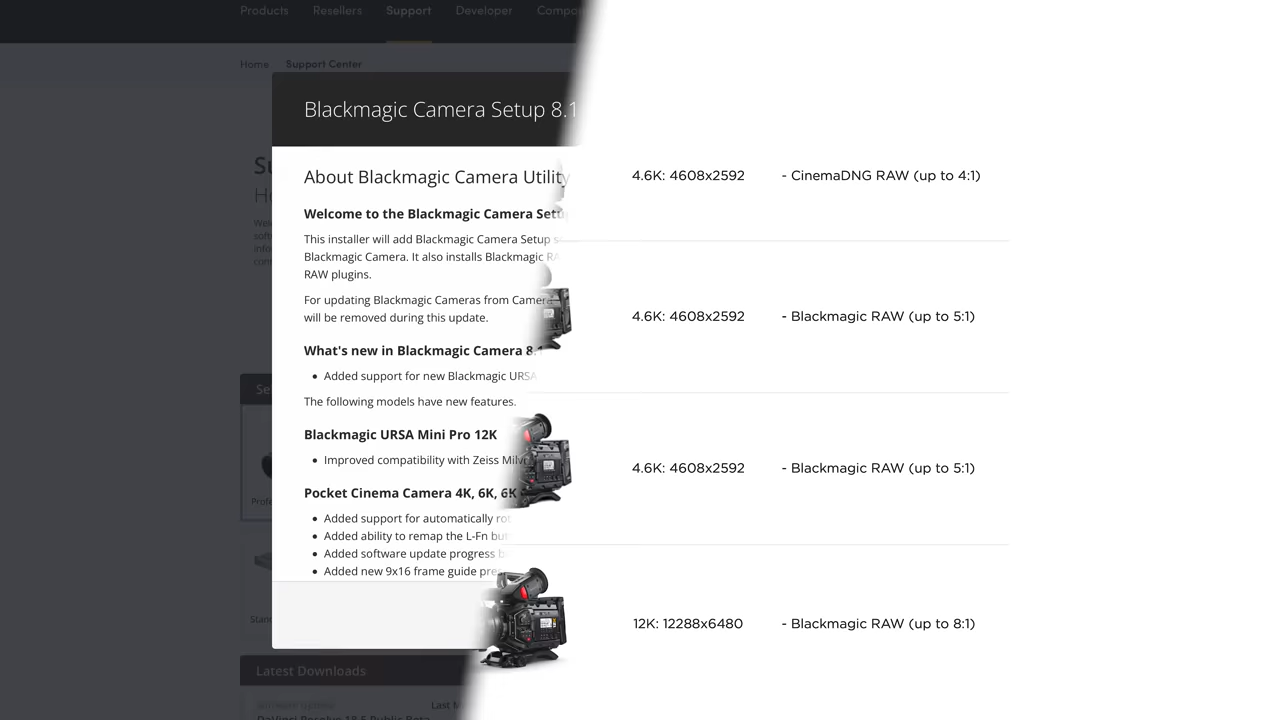 Products Resellers Support Developer
Home Support Center
Blackmagic Camera Setup 8.1
About Blackmagic Camera Utility
Welcome to the Blackmagic Camera Setu
This installer will add Blackmagic Camera Setup
Blackmagic Camera. It also installs Blackmagic RA
RAW plugins.
For updating Blackmagic Cameras from Camera
will be removed during this update.
What's new in Blackmagic Camera 8.1
• Added support for new Blackmagic URSA
The following models have new features.
Blackmagic URSA Mini Pro 12K
• Improved compatibility with Zeiss Milv
Pocket Cinema Camera 4K, 6K, 6K
• Added support for automatically rot
• Added ability to remap the L-Fn but
• Added software update progress b
• Added new 9x16 frame guide pre
Latest Downloads
4.6K: 4608x2592 - CinemaDNG RAW (up to 4:1)
4.6K: 4608x2592 - Blackmagic RAW (up to 5:1)
4.6K: 4608x2592 - Blackmagic RAW (up to 5:1)
12K: 12288x6480 - Blackmagic RAW (up to 8:1)